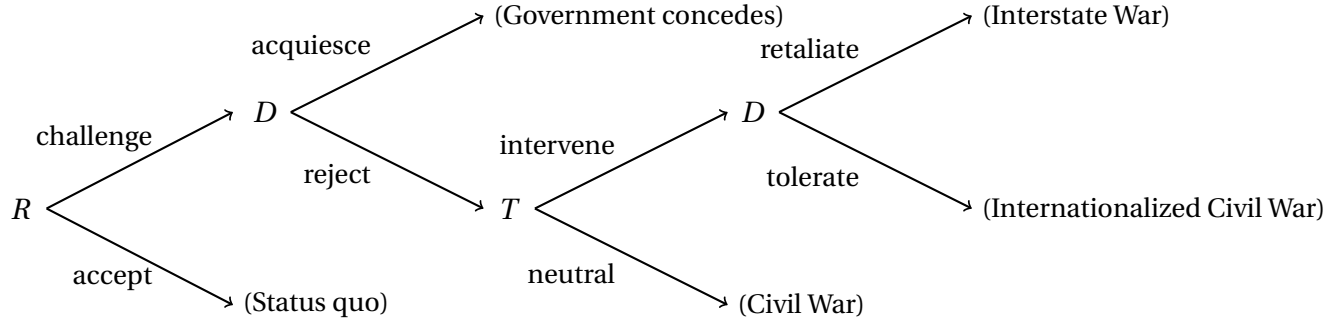 (Government concedes)
(Interstate War)
acquiesce
retaliate
D
D
challenge
intervene
reject
tolerate
R
T
(Internationalized Civil War)
accept
neutral
(Status quo)
(Civil War)